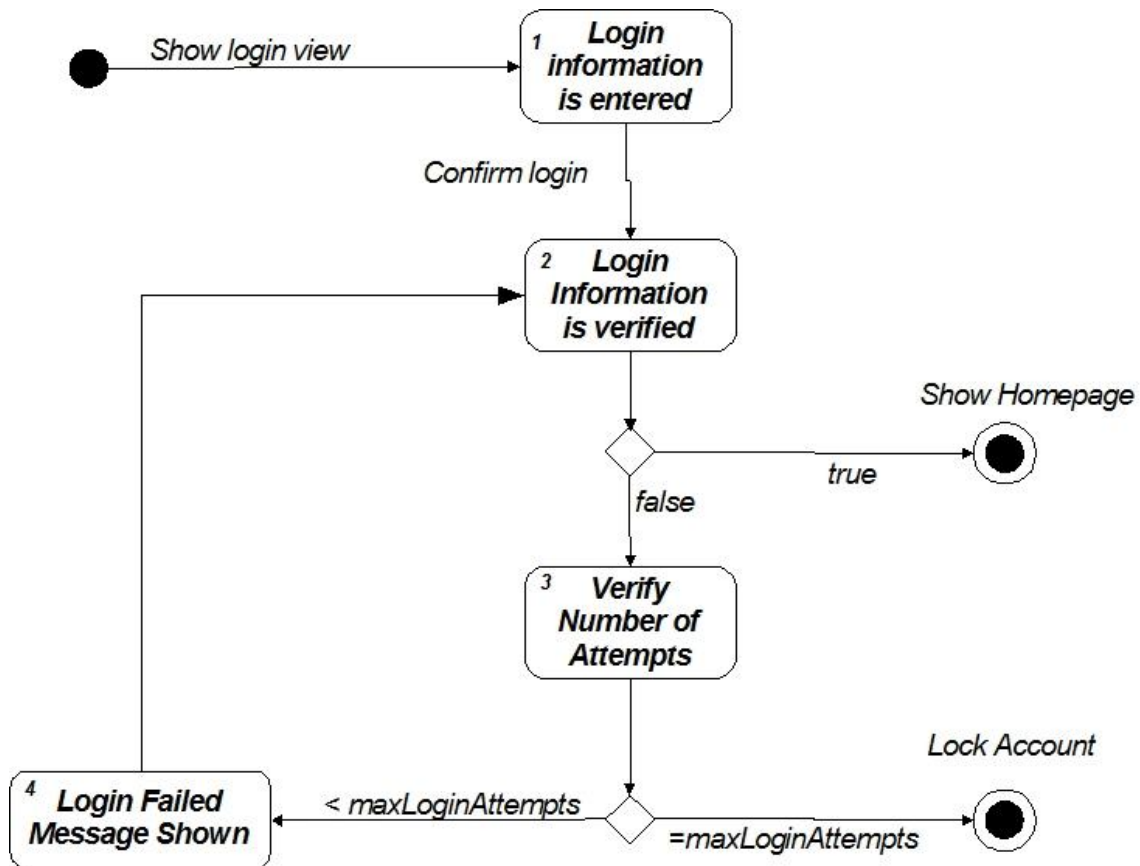 Show login view
1
Login
information
is entered
Confirm login
2
Login
Information
is verified
Show Homepage
true
false
3
Verify
Number of
Attempts
Lock Account
4
Login Failed
Message Shown
< maxLoginAttempts
=maxLoginAttempts